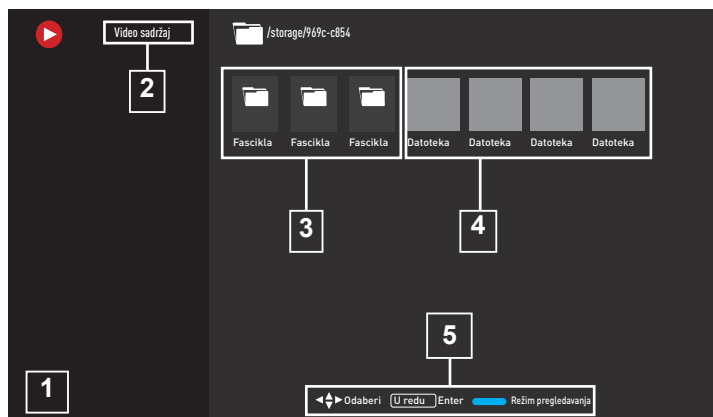 Video sadržaj
/storage/969c-c854
2
Fascikla Fascikla Fascikla Datoteka Datoteka Datoteka Datoteka
3 4
5
1
Odaberi U redu Enter Režim pregledavanja